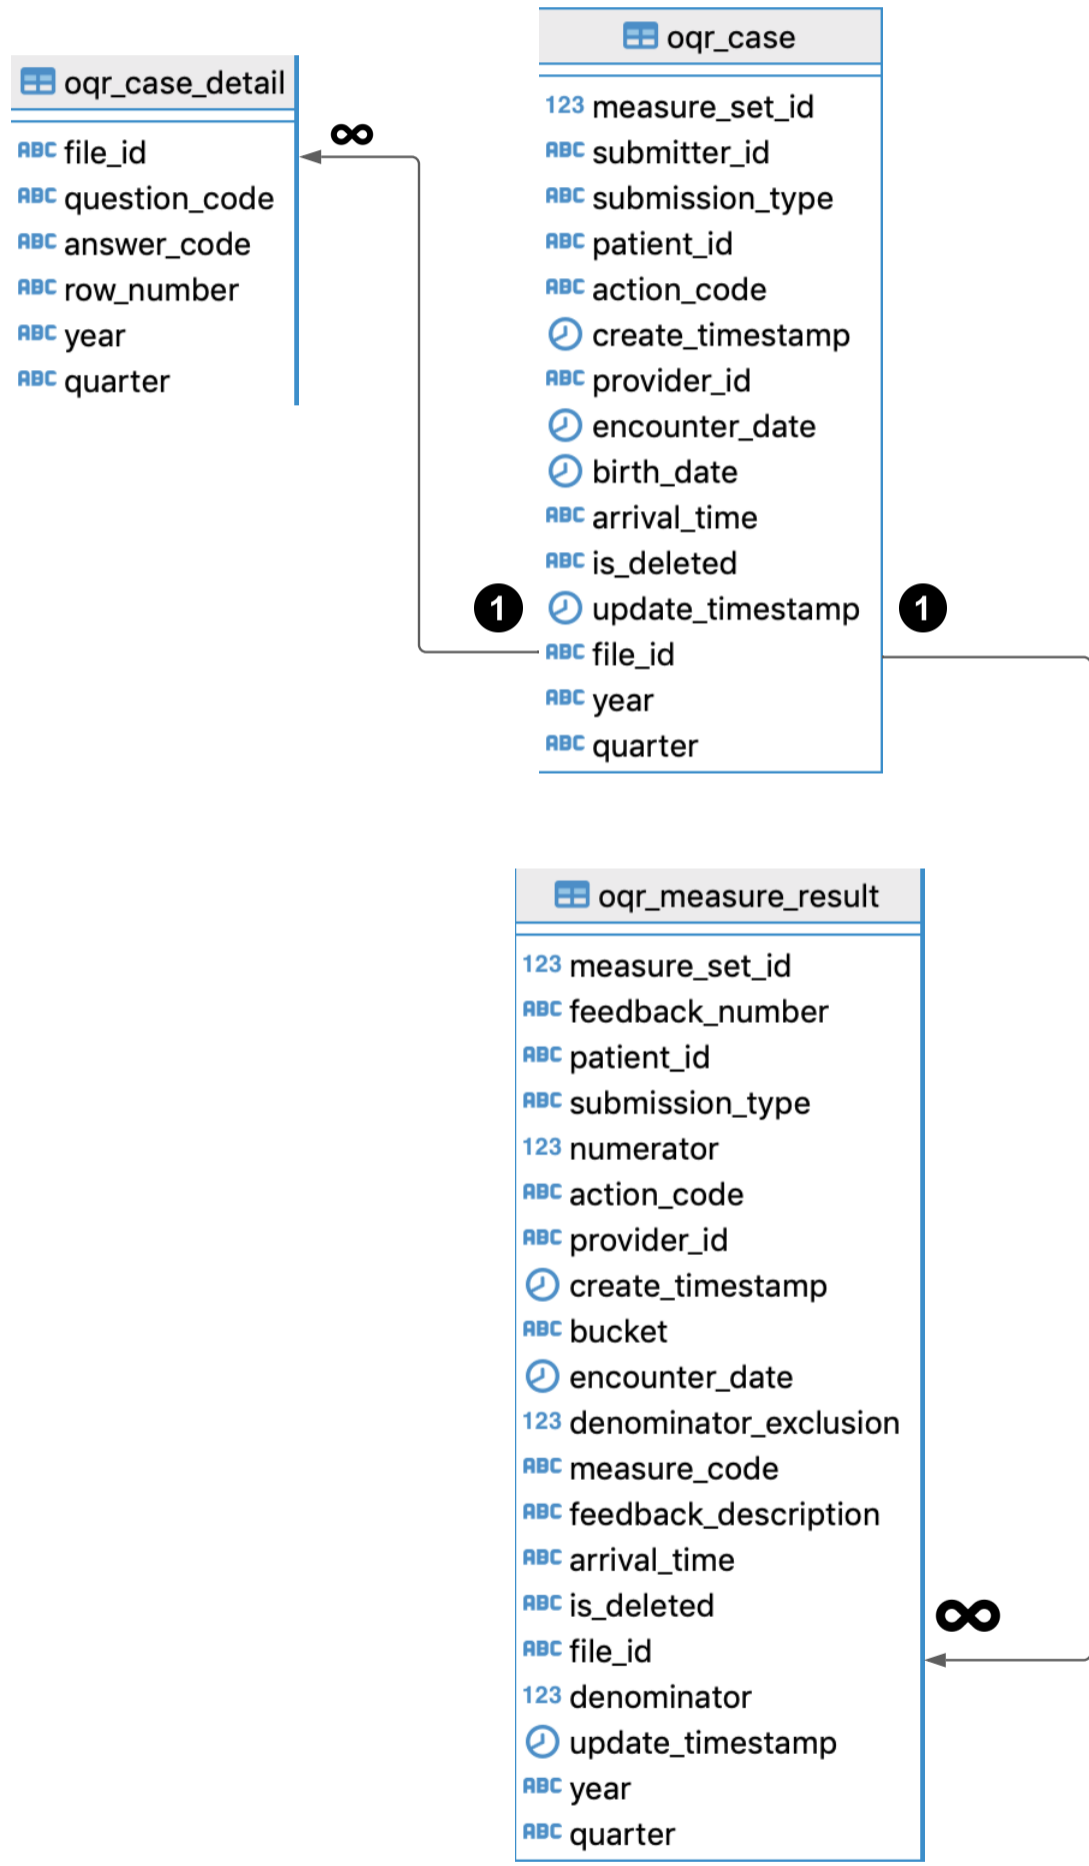 oqr_case_detail
∞
ABC file_id
ABC question_code
ABC answer_code
ABC row_number
ABC year
ABC quarter
oqr_case
123 measure_set_id
ABC submitter_id
ABC submission_type
ABC patient_id
ABC action_code
create_timestamp
ABC provider_id
encounter_date
birth_date
ABC arrival_time
ABC is_deleted
1
update_timestamp
1
ABC file_id
ABC year
ABC quarter
oqr_measure_result
123 measure_set_id
ABC feedback_number
ABC patient_id
ABC submission_type
123 numerator
ABC action_code
ABC provider_id
create_timestamp
ABC bucket
encounter_date
123 denominator_exclusion
ABC measure_code
ABC feedback_description
ABC arrival_time
ABC is_deleted
∞
ABC file_id
123 denominator
update_timestamp
ABC year
ABC quarter